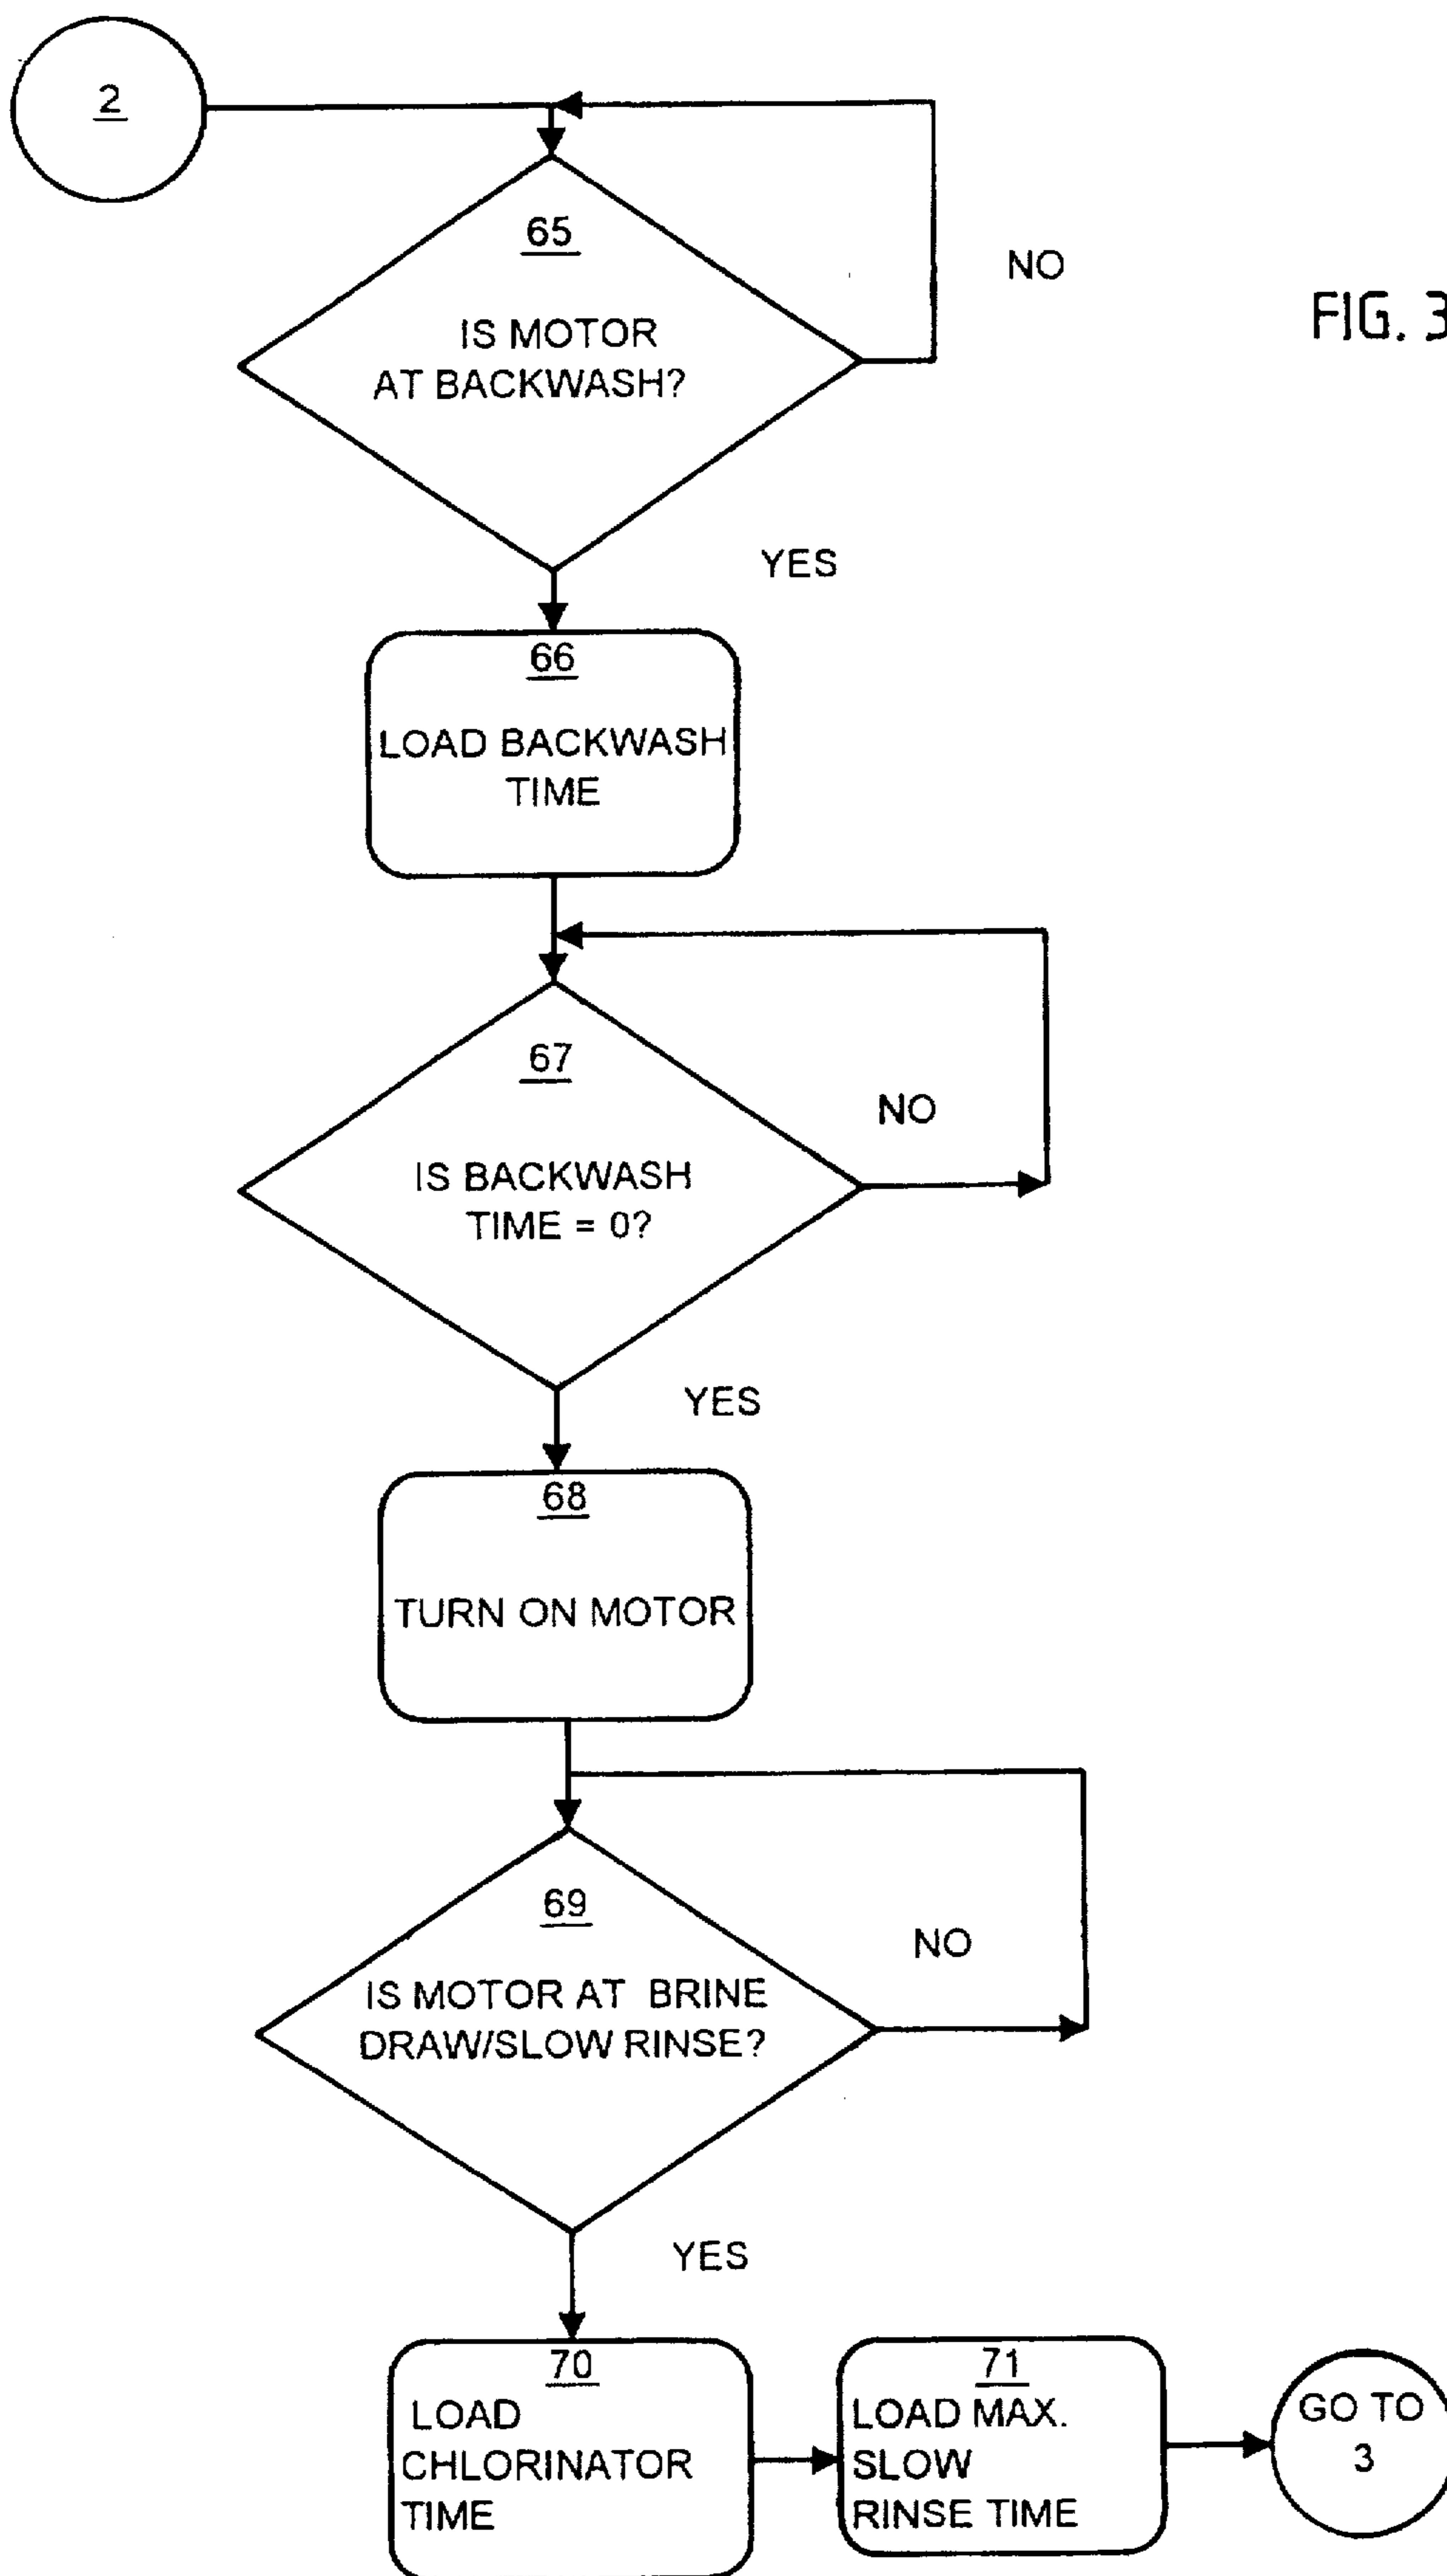 2
65
IS MOTOR
AT BACKWASH?
NO
FIG. 3
YES
66
LOAD BACKWASH
TIME
67
IS BACKWASH
TIME = 0?
NO
YES
68
TURN ON MOTOR
69
IS MOTOR AT BRINE
DRAW/SLOW RINSE?
NO
YES
70
LOAD
CHLORINATOR
TIME
71
LOAD MAX.
SLOW
RINSE TIME
GO TO
3